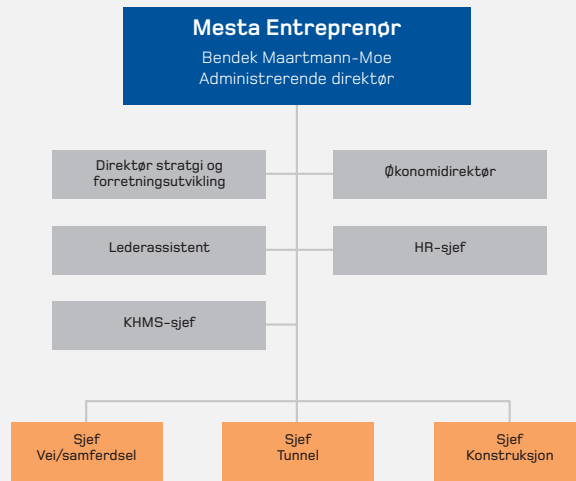 Mesta Entreprenør
Bendek Maartmann-Moe
Administrerende direktør
Direktør stratgi og
forretningsutvikling
Økonomidirektør
Lederassistent
HR-sjef
KHMS-sjef
Sjef
Vei/samferdsel
Sjef
Tunnel
Sjef
Konstruksjon